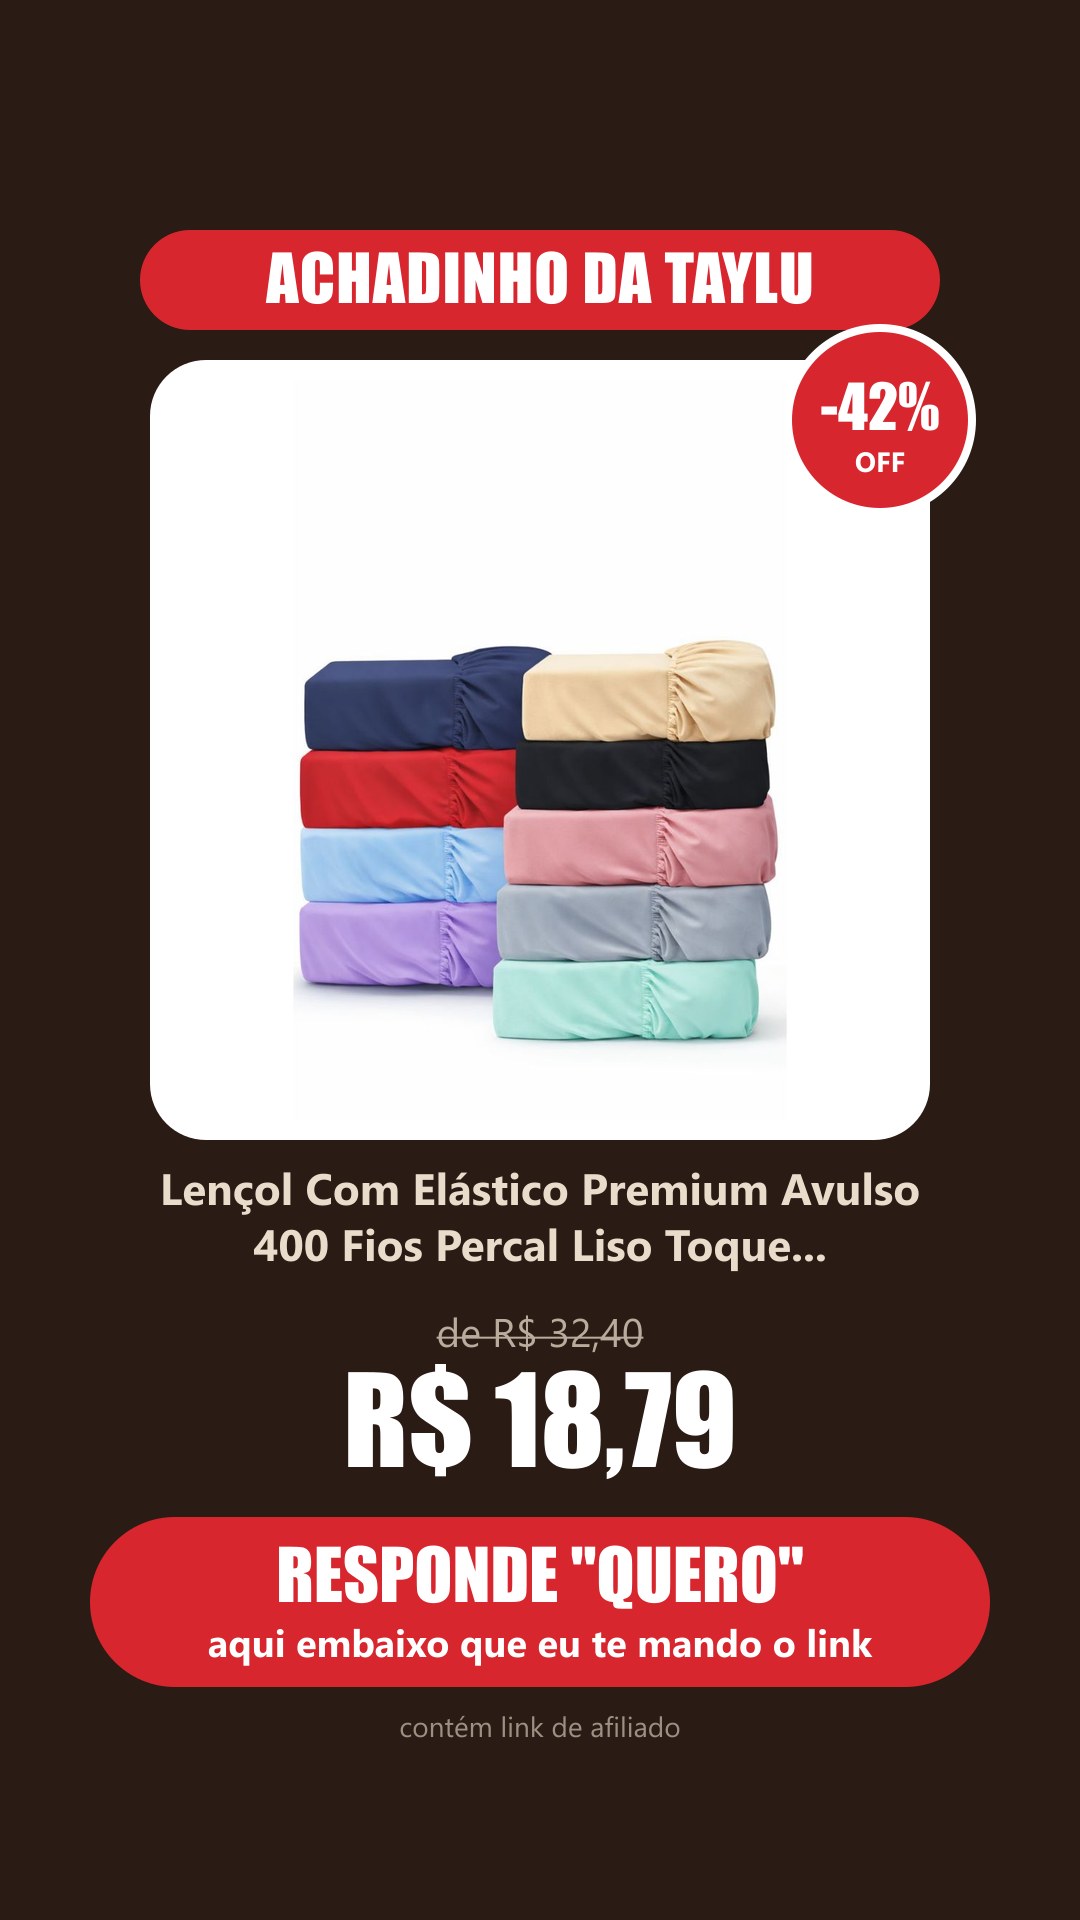 ACHADINHO DA TAYLU
-42%
OFF
Lençol Com Elástico Premium Avulso
400 Fios Percal Liso Toque...
de R$ 32,40
R$ 18,79
RESPONDE "QUERO"
aqui embaixo que eu te mando o link
contém link de afiliado